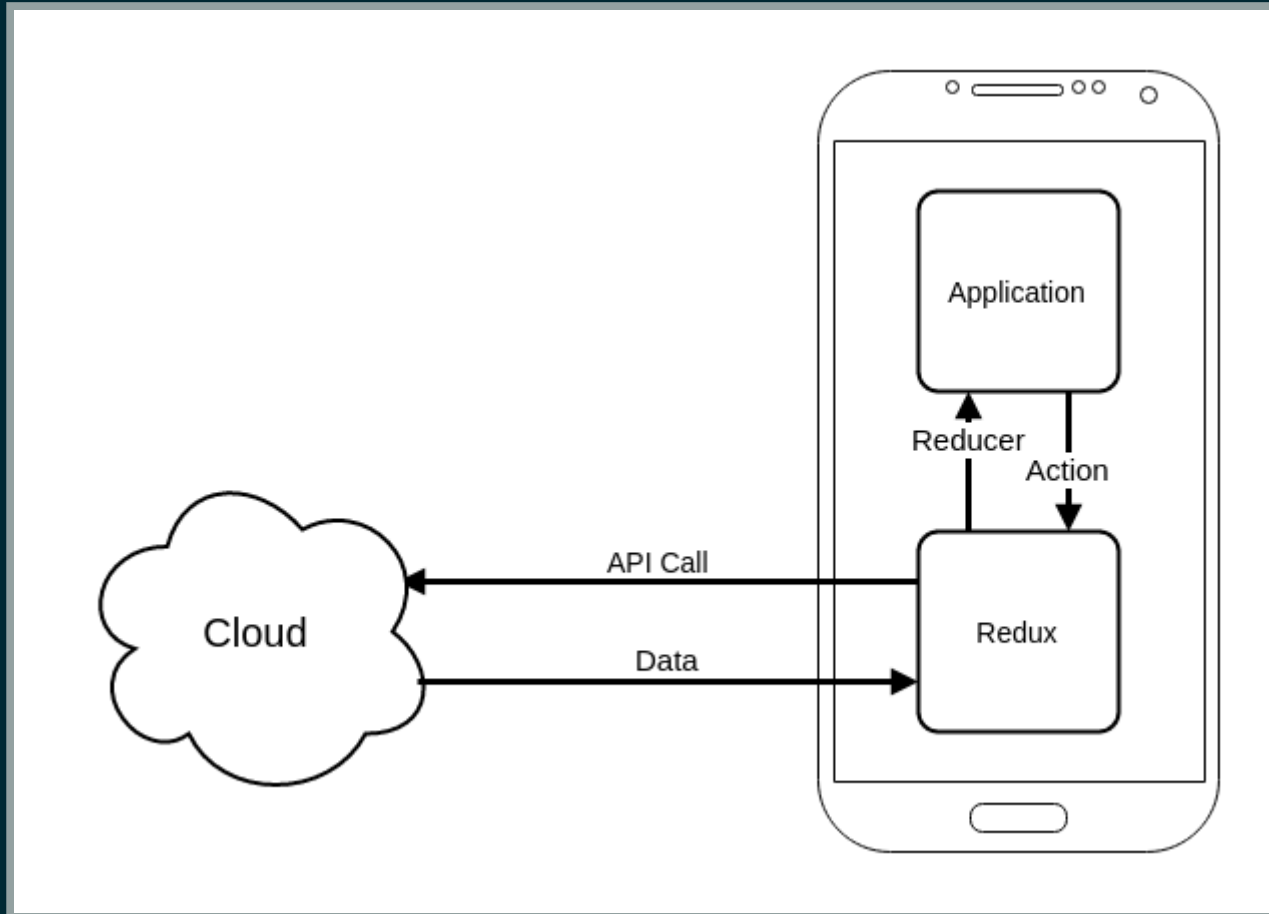 Application
Reducer
Action
API Call
Cloud
Redux
Data